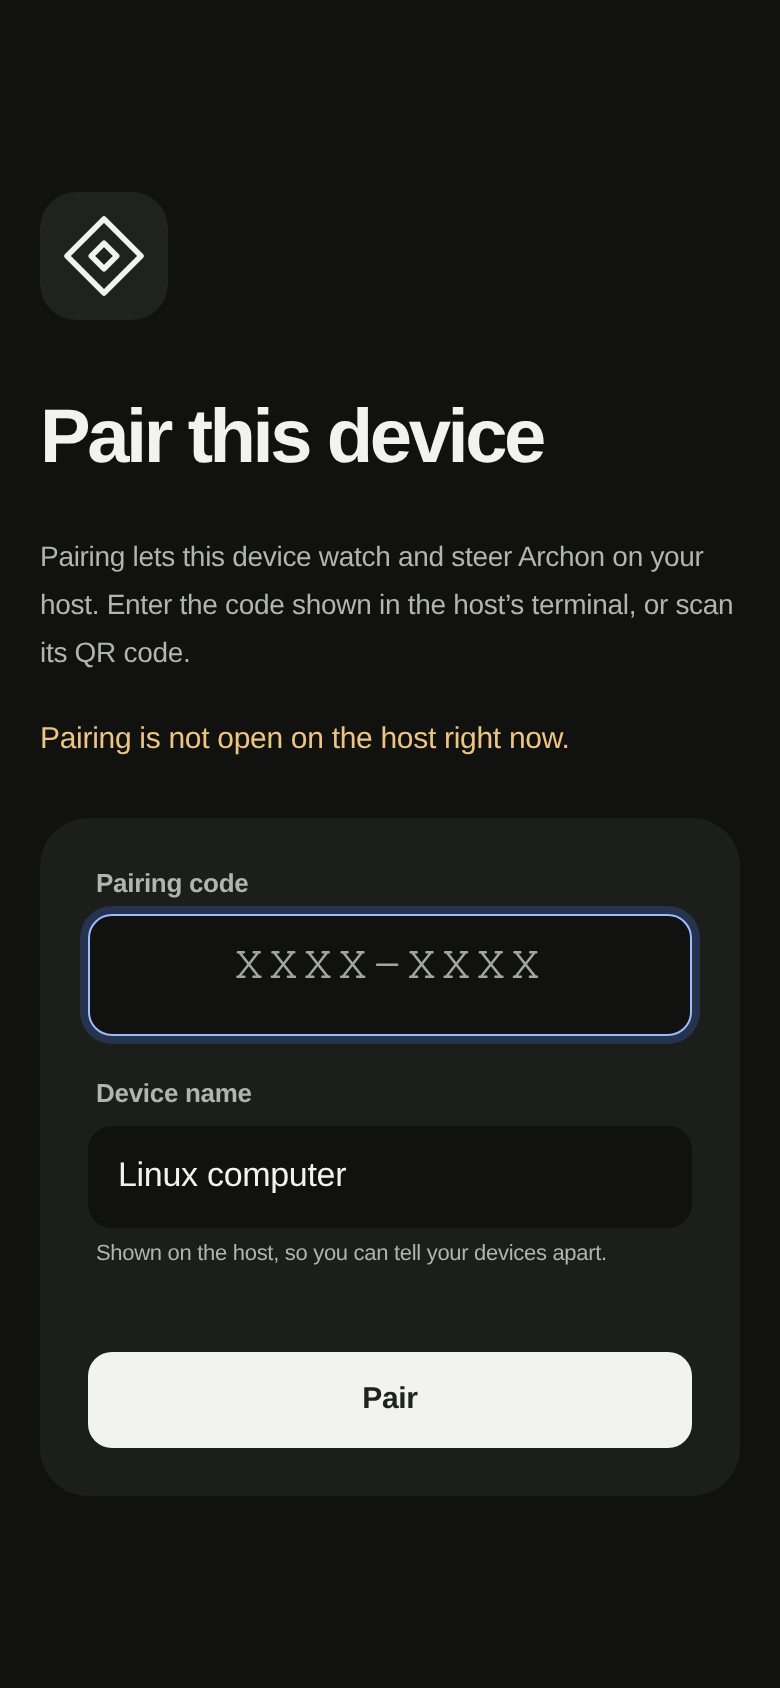 Pair this device
Pairing lets this device watch and steer Archon on your
host. Enter the code shown in the host’s terminal, or scan
its QR code.
Pairing is not open on the host right now.
Pairing code
XXXX–XXXX
Device name
Linux computer
Shown on the host, so you can tell your devices apart.
Pair